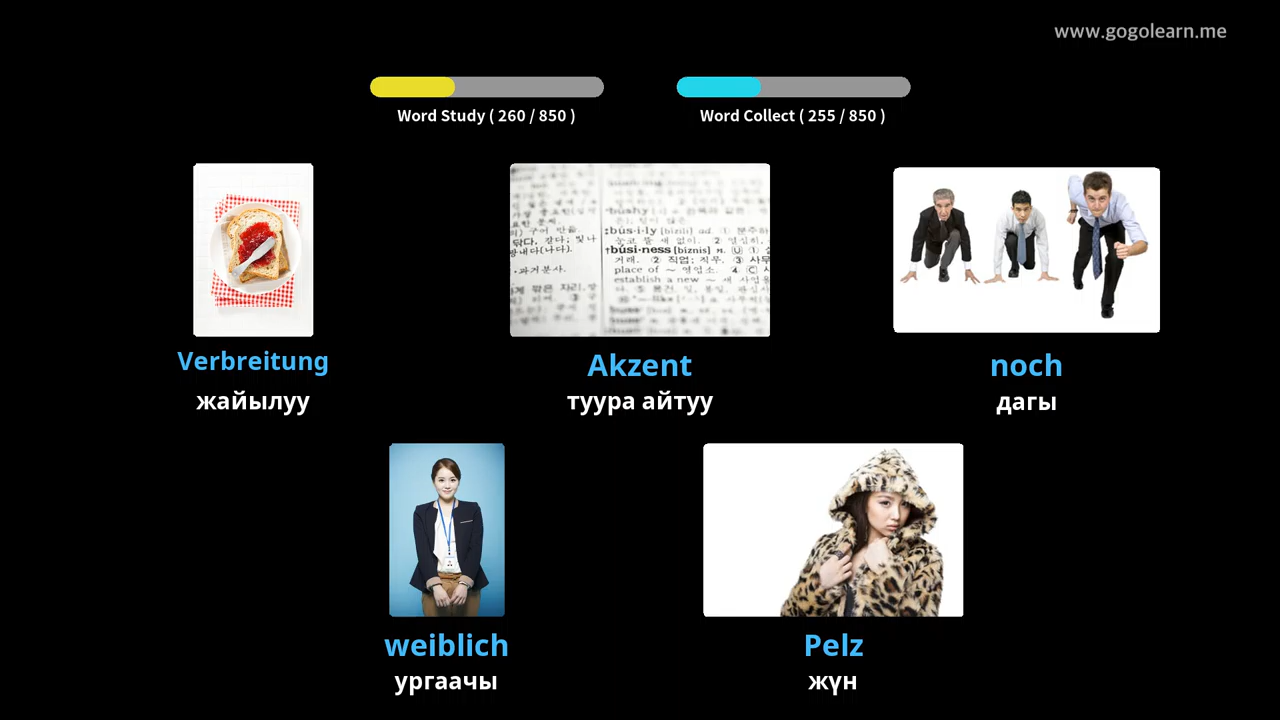 www.gogolearn.me
Word Study ( 260 / 850 )
Word Collect ( 255 / 850 )
Verbreitung
жайылуу
Akzent
туура айтуу
noch
дагы
weiblich
ургаачы
Pelz
жүн